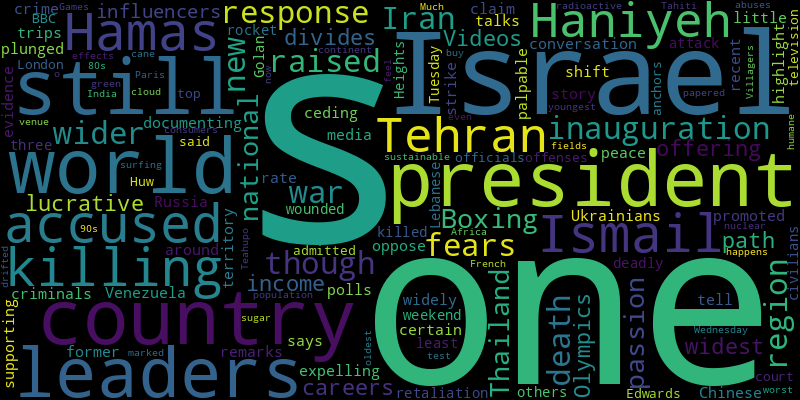 crime
Games
influencers
response
Iran
claim
radioactive
Tahiti
abuses
BBC
Hamas
rocket
Videos
talks
Haniyeh
little
trips
divides
Much
conversation
attack
television
plunged
London
80s
cane
effects
Paris
still
new
Golan
raised
Heights
Tuesday
strike
palpable
shift
story
recent
anchors
highlight
evidence
o
green
India
cloud
top
S
continent
feel
now
buy
Israel
youngest
even
papered
Villagers
venue
consumers
documenting
wider
three
said
national
ceding
media
Tehran
inauguration
offering
fields
humane
sustainable
officials
offenses
peace
surfing
world
Huw
rate
war
president
lucrative
Russia
wounded
Lebanese
Boxing
Ukrainians
promoted
nuclear
accused
90s
around
territory
Teahupo
admitted
killed
oppose
fears
Africa
Ismail
path
happens
drifted
killing
though
French
deadly
region
civilians
criminals
Venezuela
income
polls
population
one
widely
tell
weekend
Thailand
death
Olympics
passion
country
sugar
certain
Wednesday
supporting
former
marked
says
remarks
oldest
least
test
widest
leaders
expelling
careers
retaliation
others
Edwards
Chinese
court
worst